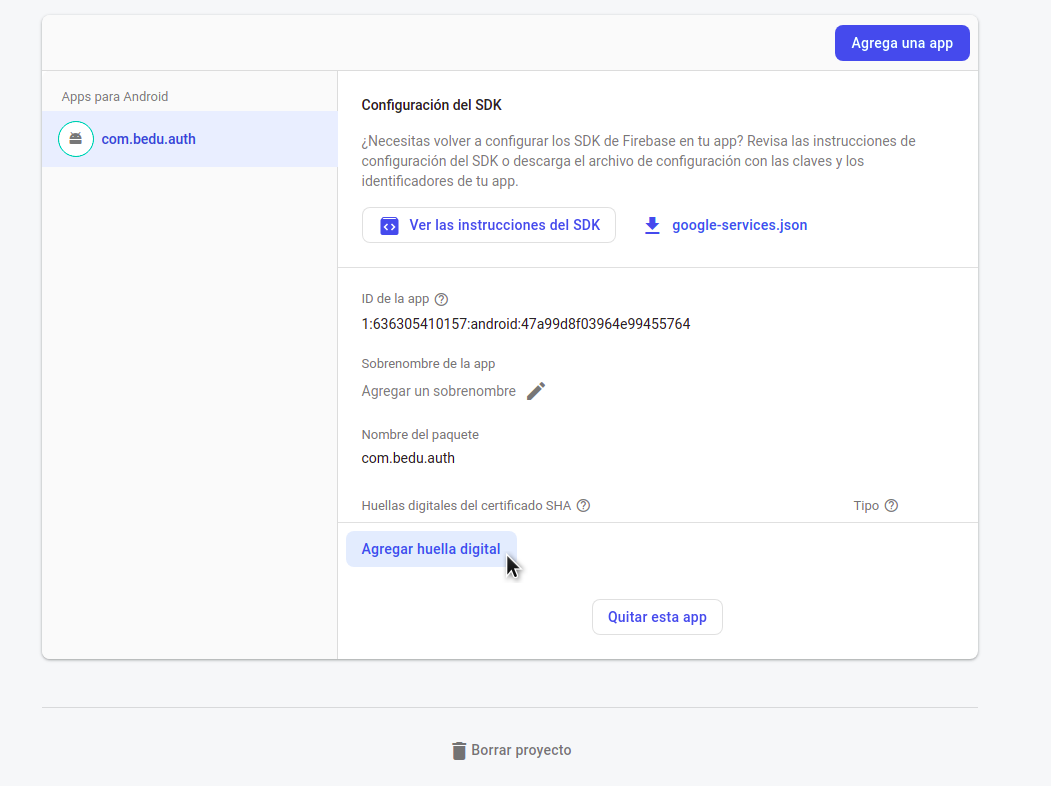 Agrega una app
Apps para Android
com.bedu.auth
Configuración del SDK
¿Necesitas volver a configurar los SDK de Firebase en tu app? Revisa las instrucciones de
configuración del SDK o descarga el archivo de configuración con las claves y los
identificadores de tu app.
Ver las instrucciones del SDK
google-services.json
ID de la app
1:636305410157:android:47a99d8f03964e99455764
Sobrenombre de la app
Agregar un sobrenombre
Nombre del paquete
com.bedu.auth
Huellas digitales del certificado SHA
Tipo
Agregar huella digital
Quitar esta app
Borrar proyecto